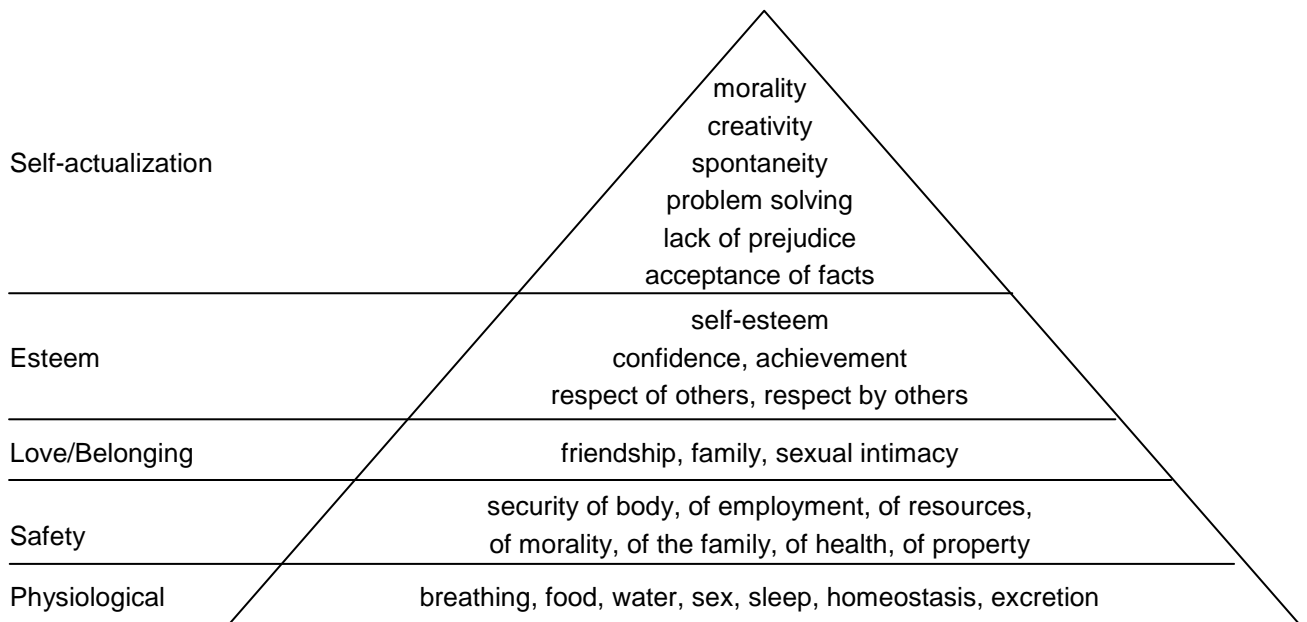 morality
creativity
Self-actualization
spontaneity
problem solving
lack of prejudice
acceptance of facts
self-esteem
Esteem
confidence, achievement
respect of others, respect by others
Love/Belonging
friendship, family, sexual intimacy
Safety
security of body, of employment, of resources,
of morality, of the family, of health, of property
Physiological
breathing, food, water, sex, sleep, homeostasis, excretion